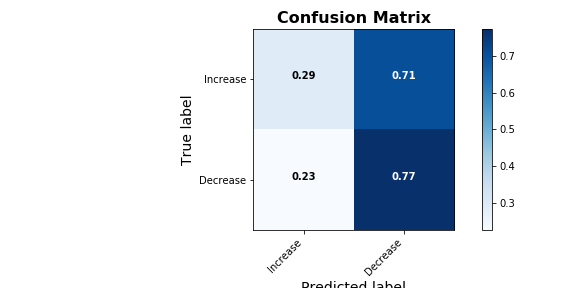 Confusion Matrix
True label
Increase
0.29
0.71
Decrease
0.23
0.77
Increase
Decrease
Predicted label
0.7
0.6
0.5
0.4
0.3